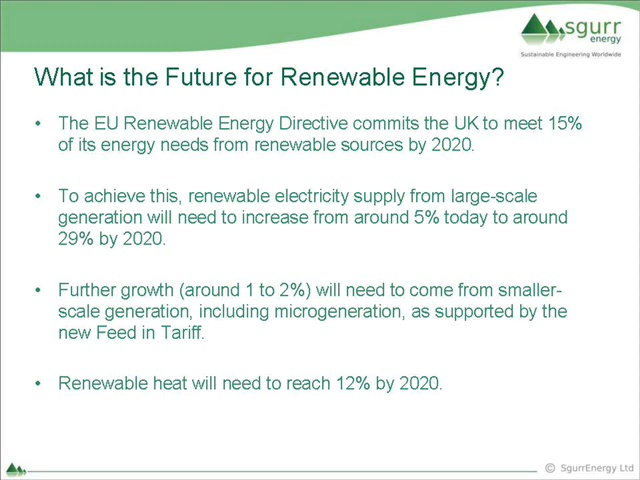 sgurr
energy
Sustainable Engineering Worldwide
What is the Future for Renewable Energy?
• The EU Renewable Energy Directive commits the UK to meet 15%
of its energy needs from renewable sources by 2020.
• To achieve this, renewable electricity supply from large-scale
generation will need to increase from around 5% today to around
29% by 2020.
• Further growth (around 1 to 2%) will need to come from smaller-
scale generation, including microgeneration, as supported by the
new Feed in Tariff.
• Renewable heat will need to reach 12% by 2020.
© SgurrEnergy Ltd